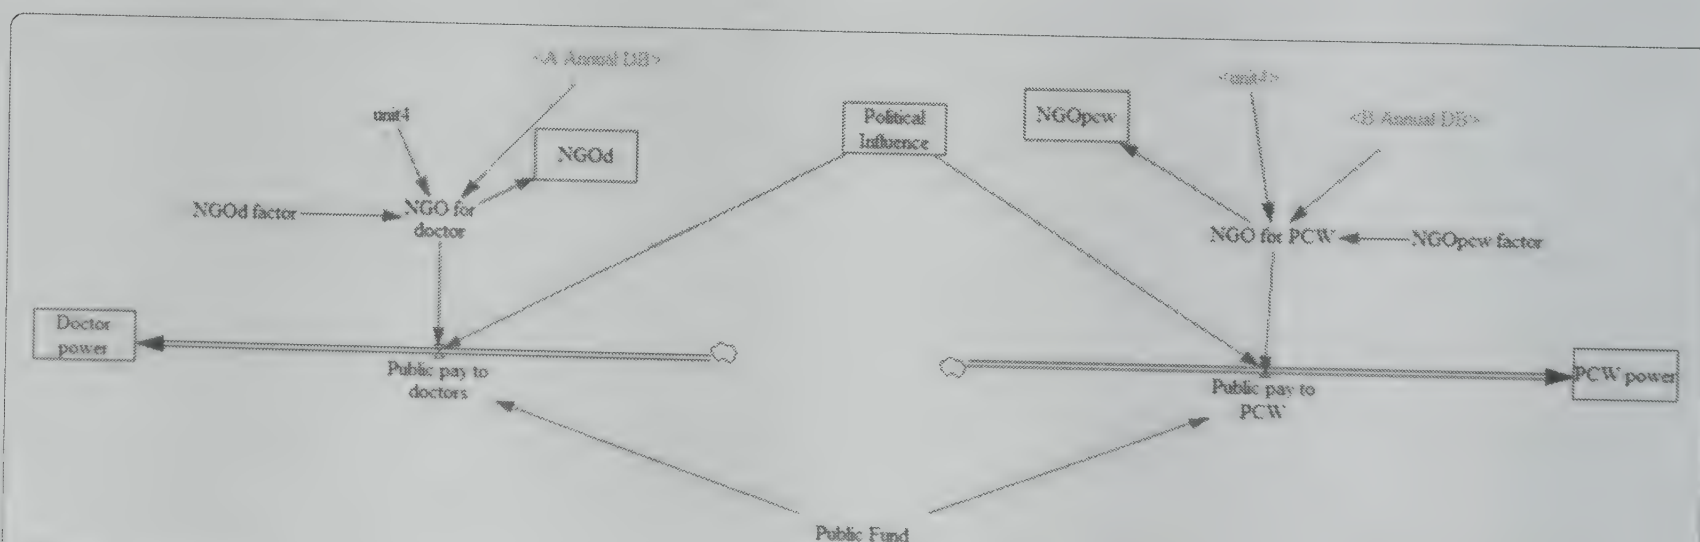 <A Annual DB>
<unit4>
unit4
Political
Influence
NGOpcw
<B Annual DB>
NGOd
NGOd factor
NGO for
doctor
NGO for PCW
NGOpcw factor
Doctor
power
Public pay to
doctors
Public pay to
PCW
PCW power
Public Fund